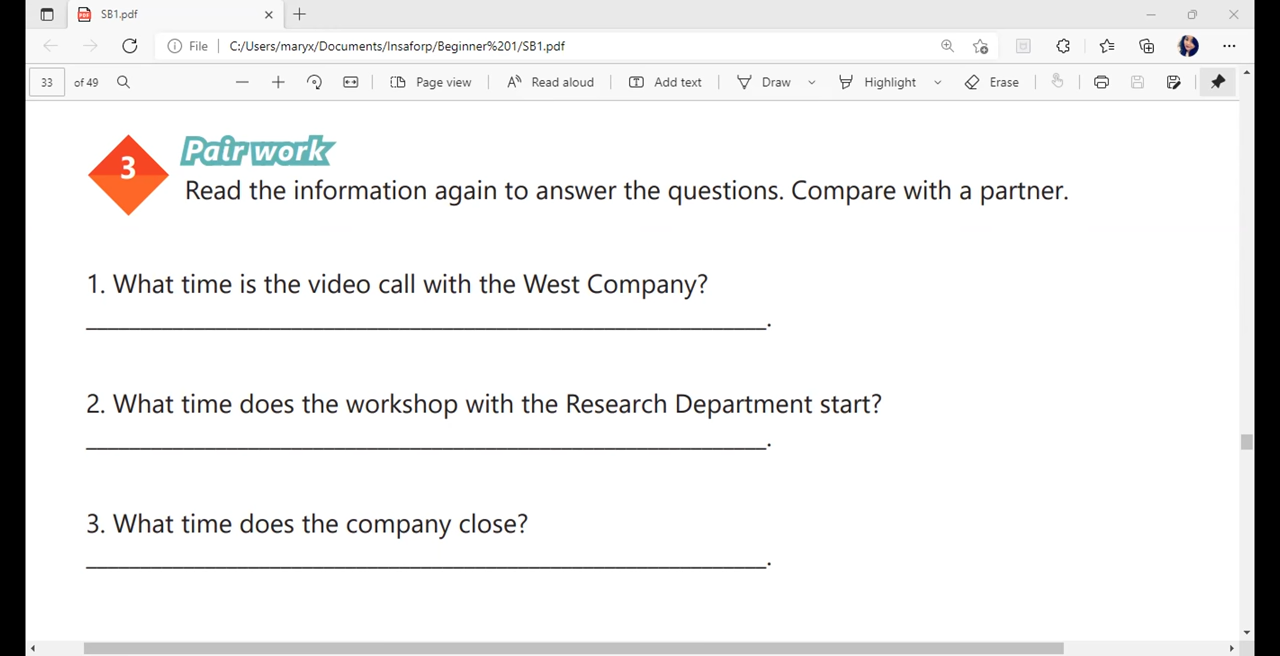 SB1.pdf
File C:/Users/maryx/Documents/Insaforp/Beginner%201/SB1.pdf
33 of 49 Page view Read aloud Add text Draw Highlight Erase
3
Pair work
Read the information again to answer the questions. Compare with a partner.
1. What time is the video call with the West Company?
.
2. What time does the workshop with the Research Department start?
.
3. What time does the company close?
.